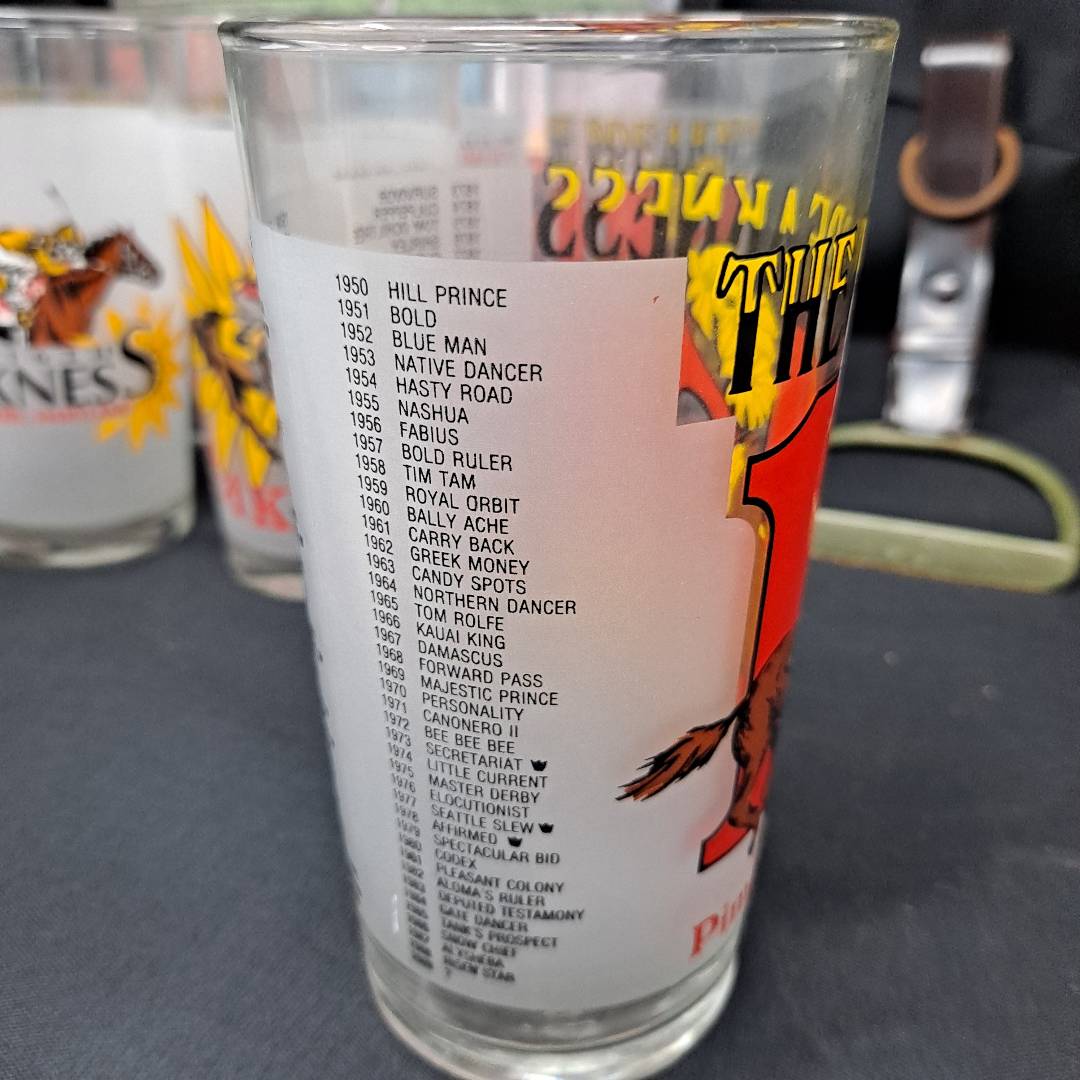 1950 HILL PRINCE
1951 BOLD
1952 BLUE MAN
1953 NATIVE DANCER
1954 HASTY ROAD
1955 NASHUA
1956 FABIUS
1957 BOLD RULER
1958 TIM TAM
1959 ROYAL ORBIT
1960 BALLY ACHE
1961 CARRY BACK
1962 GREEK MONEY
1963 CANDY SPOTS
1964 NORTHERN DANCER
1965 TOM ROLFE
1966 KAUAI KING
1967 DAMASCUS
1968 FORWARD PASS
1969 MAJESTIC PRINCE
1970 PERSONALITY
1971 CANONERO II
1972 BEE BEE BEE
1973 SECRETARIAT
1974 LITTLE CURRENT
1975 MASTER DERBY
1976 ELOCUTIONIST
1977 SEATTLE SLEW
1978 AFFIRMED
1979 SPECTACULAR BID
1980 CODEX
1981 PLEASANT COLONY
1982 ALOMA'S RULER
1983 DEPUTED TESTAMONY
1984 GATE DANCER
1985 TANK'S PROSPECT
1986 SNOW CHIEF
1987 ALYSHEBA
1988 RISEN STAR
1989 ?
THE
1
Pim
KNESS